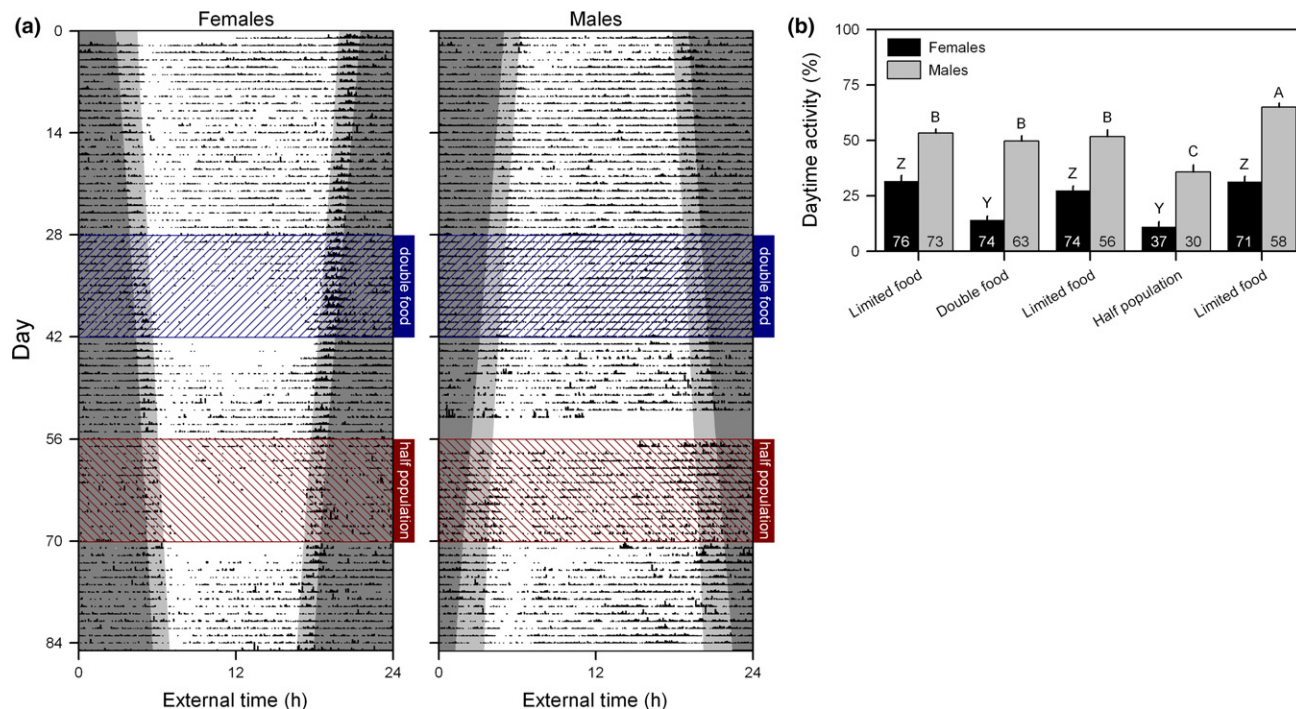 (a)
Females
Males
Day
0
14
28
42
56
70
84
double food
half population
double food
half population
0
12
24
0
12
24
External time (h)
External time (h)
(b)
Daytime activity (%)
100
75
50
25
0
Females
Males
Z
B
Y
B
Z
B
Y
C
Z
A
76
73
74
63
74
56
37
30
71
58
Limited food
Double food
Limited food
Half population
Limited food